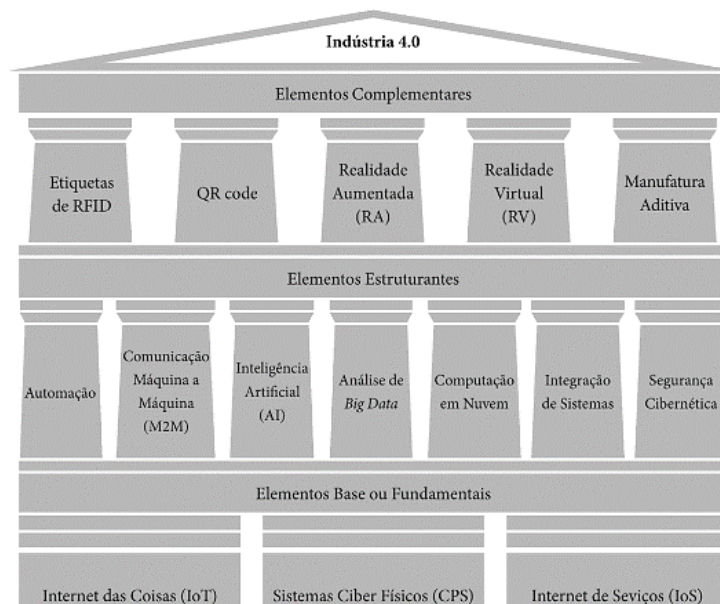 Indústria 4.0
Elementos Complementares
Etiquetas
de RFID
QR code
Realidade
Aumentada
(RA)
Realidade
Virtual
(RV)
Manufatura
Aditiva
Elementos Estruturantes
Automação
Comunicação
Máquina a
Máquina
(M2M)
Inteligência
Artificial
(AI)
Análise de
Big Data
Computação
em Nuvem
Integração
de Sistemas
Segurança
Cibernética
Elementos Base ou Fundamentais
Internet das Coisas (IoT)
Sistemas Ciber Físicos (CPS)
Internet de Seviços (IoS)